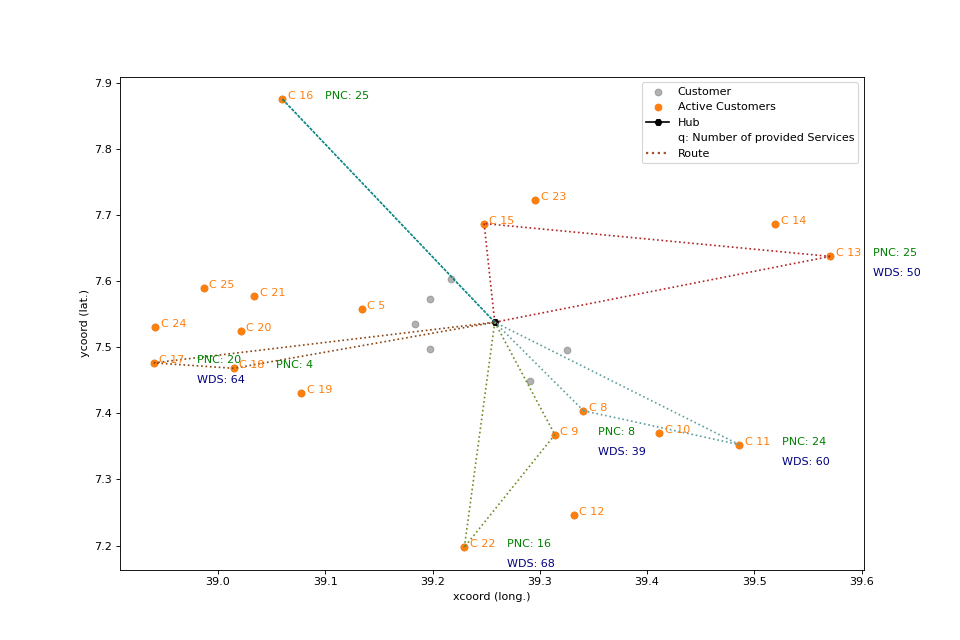 7.9
7.8
7.7
7.6
7.5
7.4
7.3
7.2
ycoord (lat.)
39.0
39.1
39.2
39.3
39.4
39.5
39.6
xcoord (long.)
Customer
Active Customers
Hub
q: Number of provided Services
Route
C 16
PNC: 25
C 23
C 15
C 14
C 13
PNC: 25
WDS: 50
C 25
C 21
C 5
C 24
C 20
C 17
PNC: 20
WDS: 64
C 18
PNC: 4
C 19
C 8
C 9
PNC: 8
WDS: 39
C 10
C 11
PNC: 24
WDS: 60
C 12
C 22
PNC: 16
WDS: 68